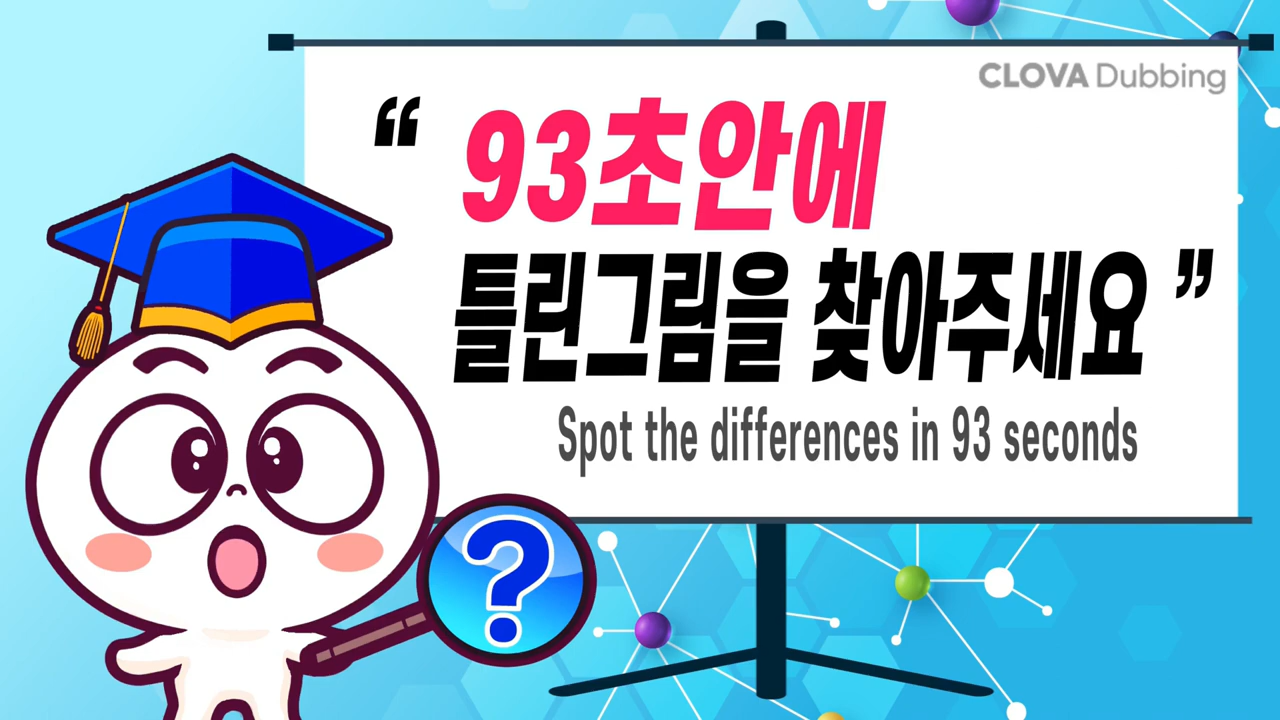 CLOVA Dubbing
“ 93초안에
틀린그림을 찾아주세요 ”
Spot the differences in 93 seconds
?